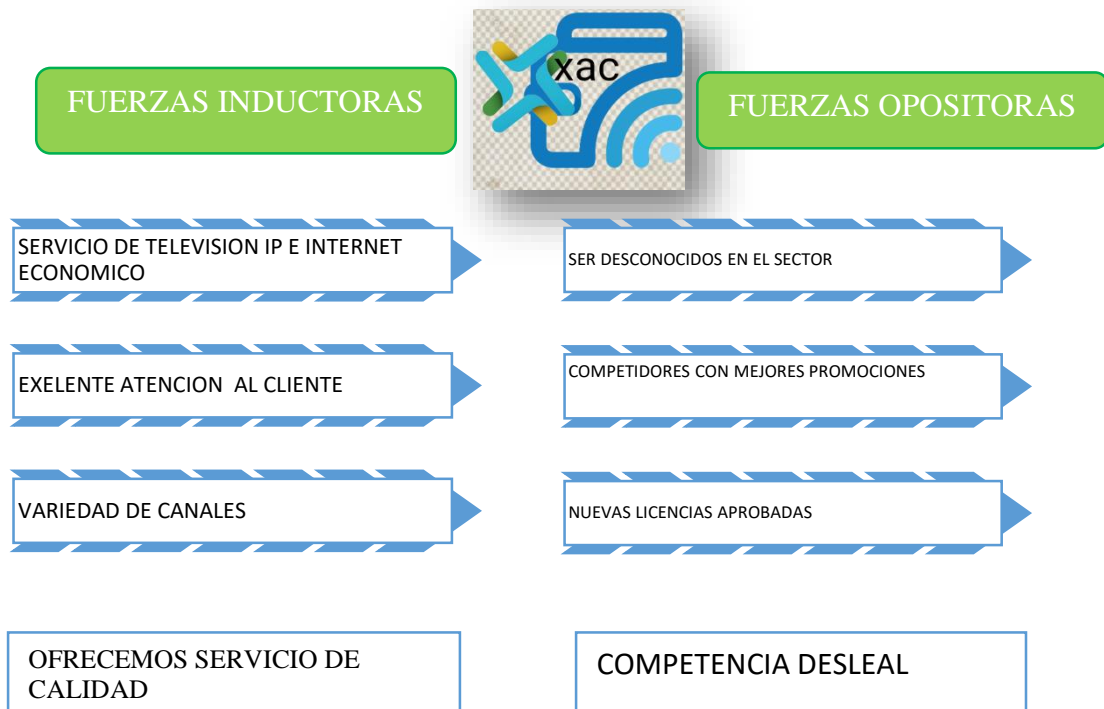 xac
FUERZAS INDUCTORAS
FUERZAS OPOSITORAS
SERVICIO DE TELEVISION IP E INTERNET
ECONOMICO
SER DESCONOCIDOS EN EL SECTOR
EXELENTE ATENCION AL CLIENTE
COMPETIDORES CON MEJORES PROMOCIONES
VARIEDAD DE CANALES
NUEVAS LICENCIAS APROBADAS
OFRECEMOS SERVICIO DE
CALIDAD
COMPETENCIA DESLEAL